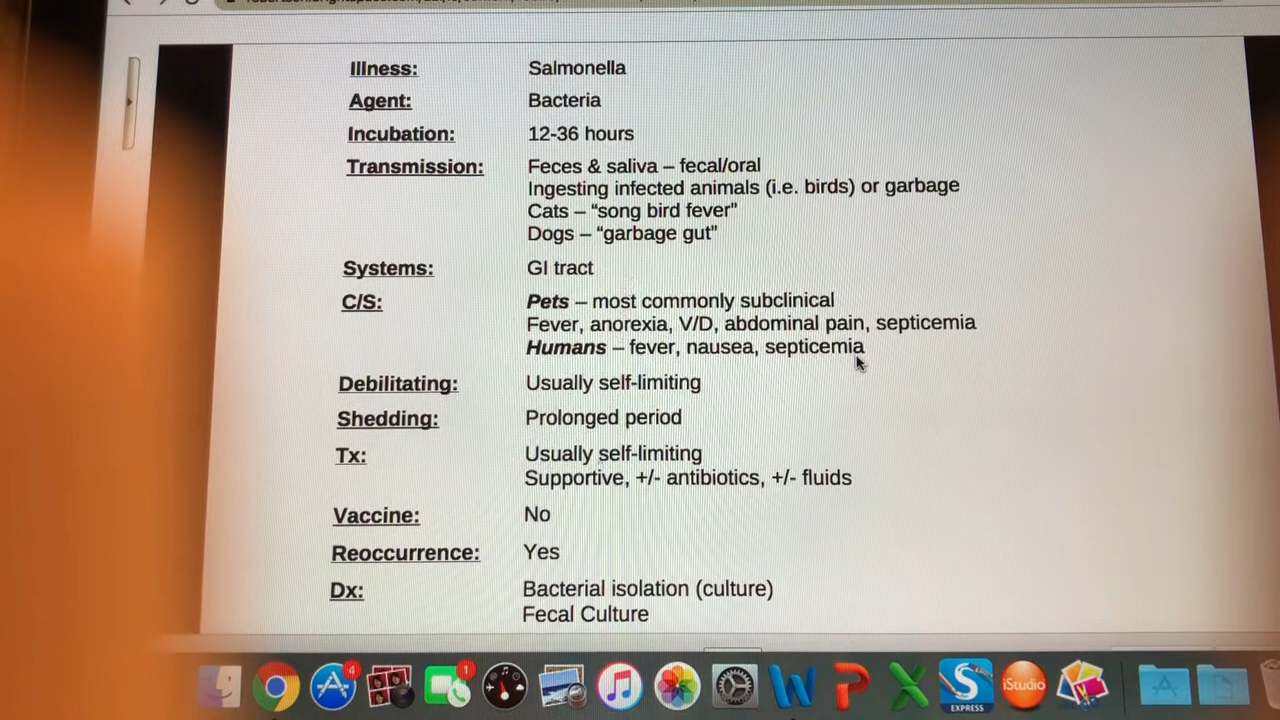 Illness: Salmonella
Agent: Bacteria
Incubation: 12-36 hours
Transmission: Feces & saliva – fecal/oral
Ingesting infected animals (i.e. birds) or garbage
Cats – “song bird fever”
Dogs – “garbage gut”
Systems: GI tract
C/S: Pets – most commonly subclinical
Fever, anorexia, V/D, abdominal pain, septicemia
Humans – fever, nausea, septicemia
Debilitating: Usually self-limiting
Shedding: Prolonged period
Tx: Usually self-limiting
Supportive, +/- antibiotics, +/- fluids
Vaccine: No
Reoccurrence: Yes
Dx: Bacterial isolation (culture)
Fecal Culture
4
1
W
P
X
S
EXPRESS
iStudio